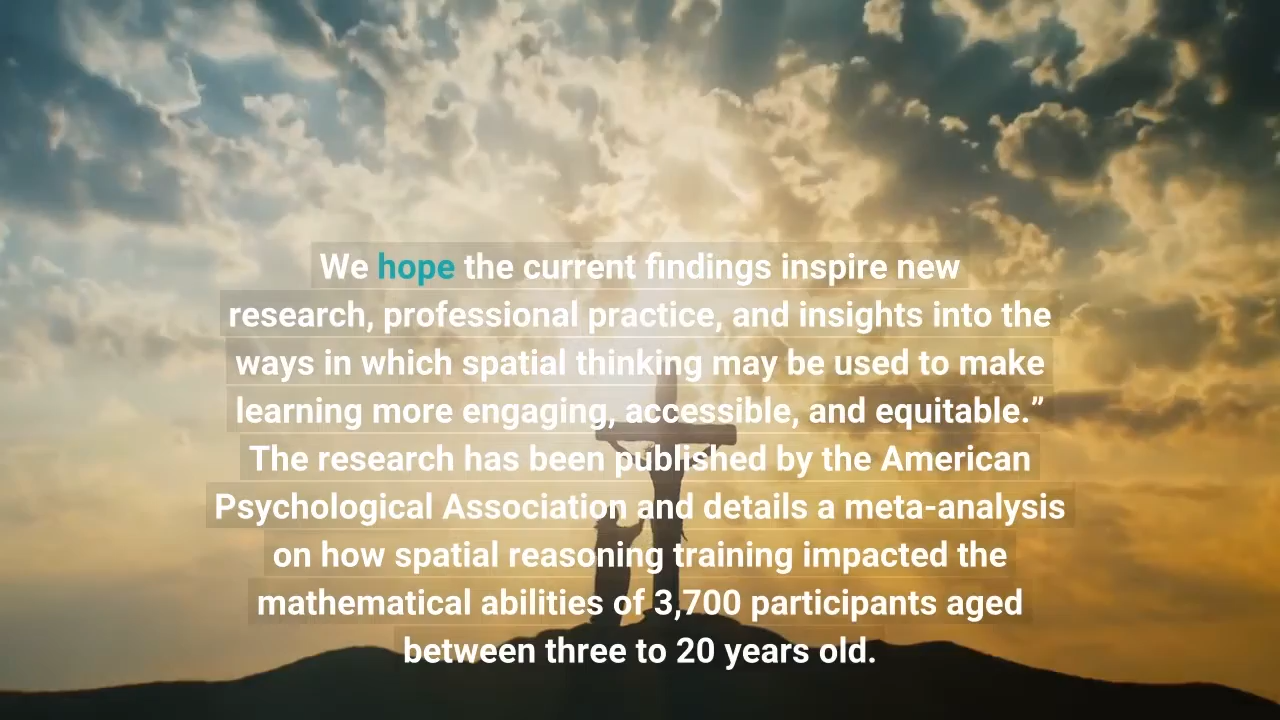 We hope the current findings inspire new
research, professional practice, and insights into the
ways in which spatial thinking may be used to make
learning more engaging, accessible, and equitable.”
The research has been published by the American
Psychological Association and details a meta-analysis
on how spatial reasoning training impacted the
mathematical abilities of 3,700 participants aged
between three to 20 years old.